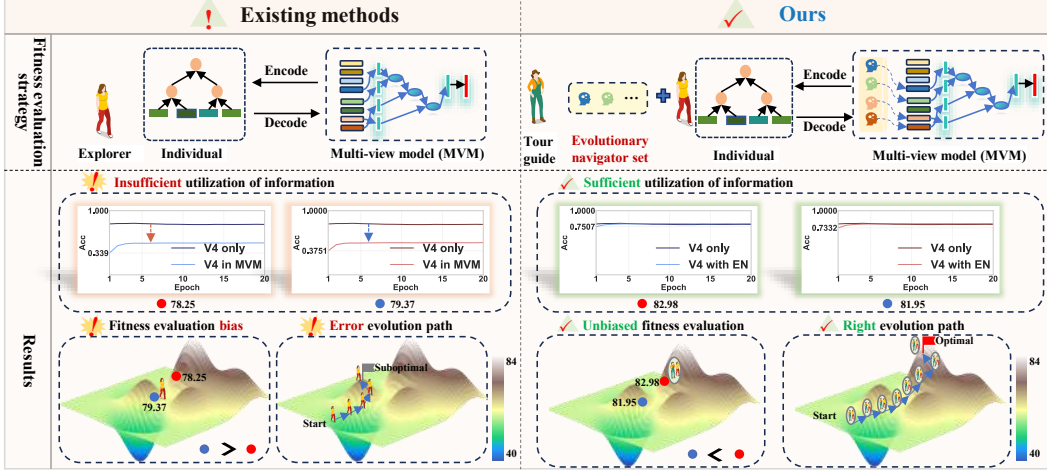 Existing methods
Ours
Fitness evaluation
strategy
Encode
Decode
Explorer
Individual
Multi-view model (MVM)
Encode
Decode
Tour
guide
Evolutionary
navigator set
Individual
Multi-view model (MVM)
Results
Insufficient utilization of information
1.000
0.339
Acc
V4 only
V4 in MVM
1
5
10
15
20
Epoch
78.25
1.0000
0.3751
Acc
V4 only
V4 in MVM
1
5
10
15
20
Epoch
79.37
Sufficient utilization of information
1.0000
0.7507
Acc
V4 only
V4 with EN
1
5
10
15
20
Epoch
82.98
1.0000
0.7332
Acc
V4 only
V4 with EN
1
5
10
15
20
Epoch
81.95
Fitness evaluation bias
78.25
79.37
>
Error evolution path
Suboptimal
Start
84
40
Unbiased fitness evaluation
82.98
81.95
<
Right evolution path
Optimal
Start
84
40